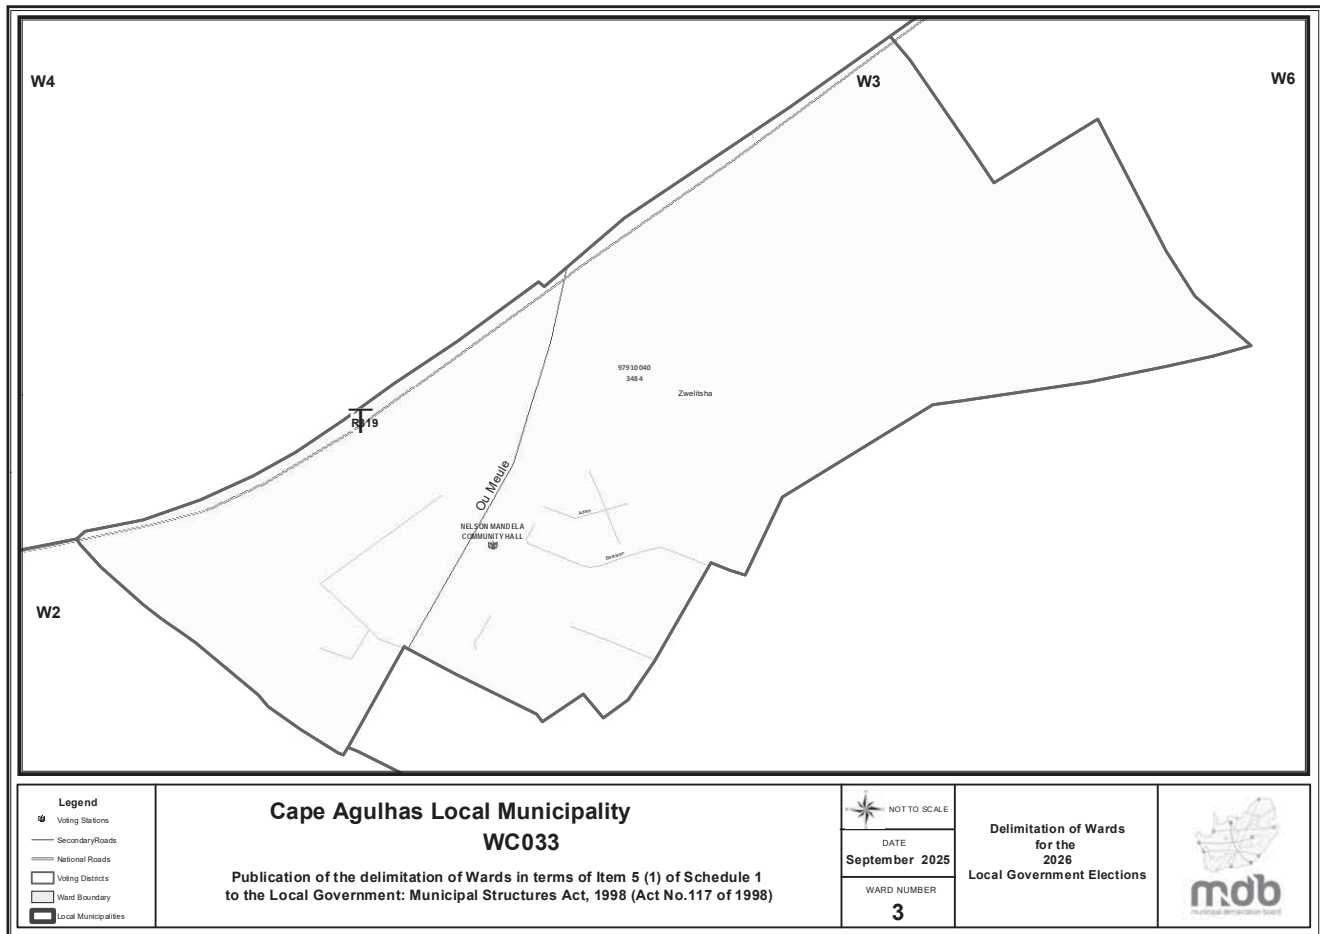 W4
W3
W6
97910040
3484
Zwelitsha
R319
Ou Meule
NELSON MANDELA
COMMUNITY HALL
W2
Legend
Voting Stations
SecondaryRoads
National Roads
Voting Districts
Ward Boundary
Local Municipalities
Cape Agulhas Local Municipality
WC033
Publication of the delimitation of Wards in terms of Item 5 (1) of Schedule 1
to the Local Government: Municipal Structures Act, 1998 (Act No.117 of 1998)
NOT TO SCALE
DATE
September 2025
WARD NUMBER
3
Delimitation of Wards
for the
2026
Local Government Elections
mdb
municipal demarcation board